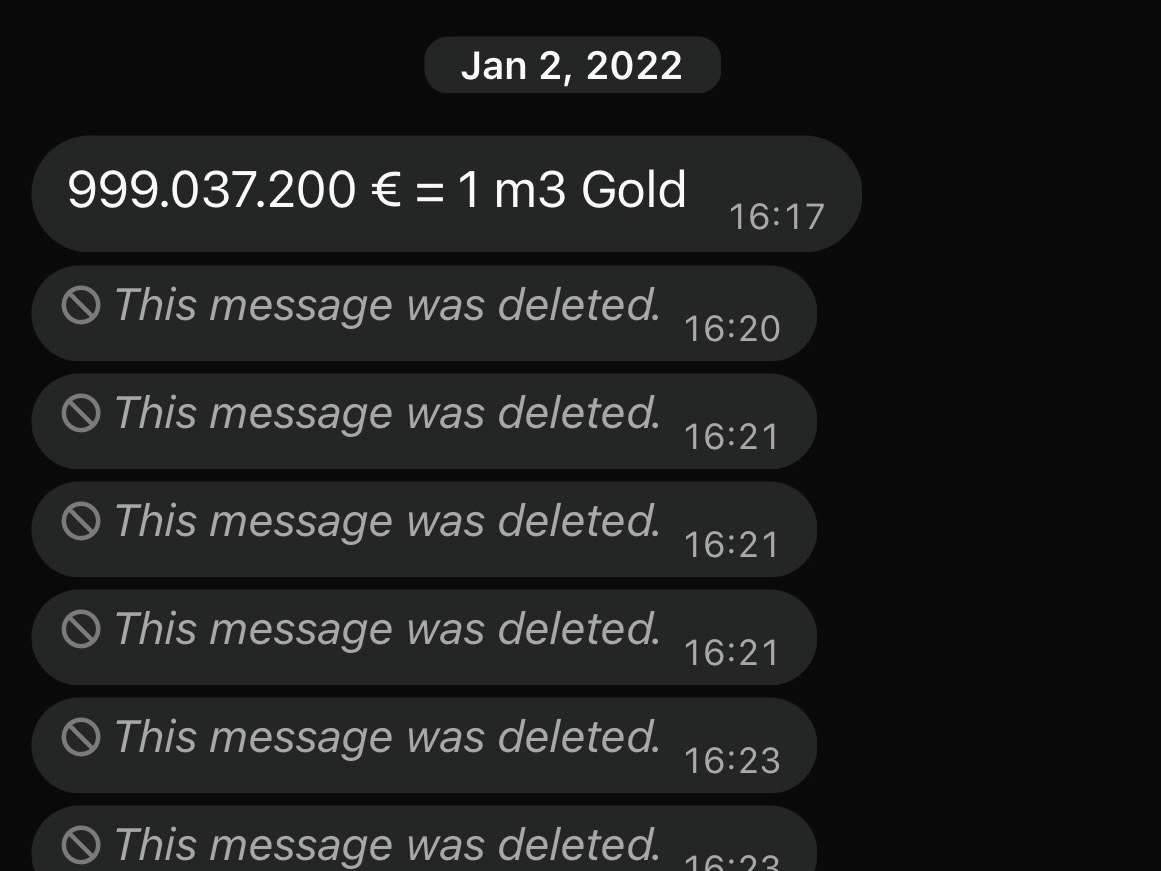 Jan 2, 2022
999.037.200 € = 1 m3 Gold 16:17
This message was deleted. 16:20
This message was deleted. 16:21
This message was deleted. 16:21
This message was deleted. 16:21
This message was deleted. 16:23
This message was deleted. 16:23